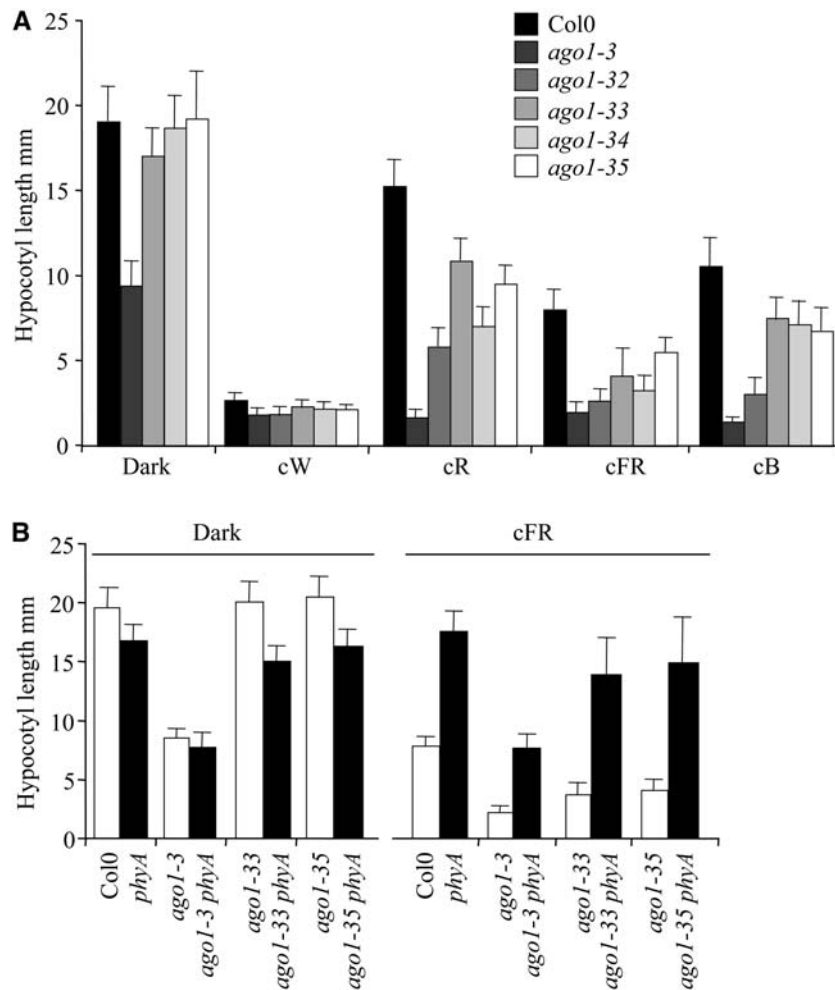 A
Hypocotyl length mm
25
20
15
10
5
0
Col0
ago1-3
ago1-32
ago1-33
ago1-34
ago1-35
Dark
cW
cR
cFR
cB
B
Dark
cFR
Hypocotyl length mm
25
20
15
10
5
0
Col0
phyA
ago1-3
ago1-3 phyA
ago1-33
ago1-33 phyA
ago1-35
ago1-35 phyA
Col0
phyA
ago1-3
ago1-3 phyA
ago1-33
ago1-33 phyA
ago1-35
ago1-35 phyA